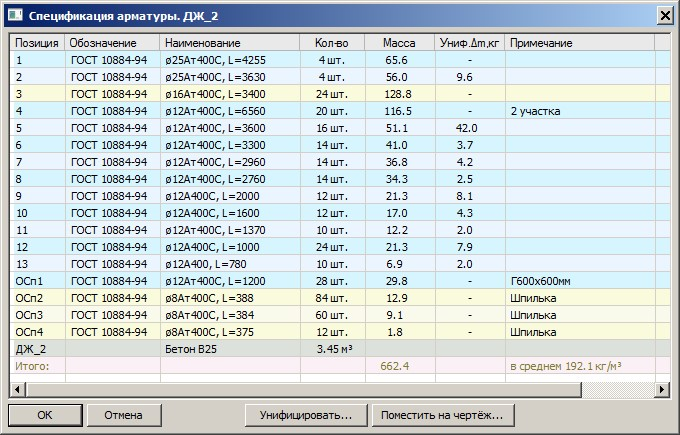 Спецификация арматуры. ДЖ_2
Позиция Обозначение Наименование Кол-во Масса Униф.Δm,кг Примечание
1 ГОСТ 10884-94 ø25Ат400С, L=4255 4 шт. 65.6 -
2 ГОСТ 10884-94 ø25Ат400С, L=3630 4 шт. 56.0 9.6
3 ГОСТ 10884-94 ø16Ат400С, L=3400 24 шт. 128.8 -
4 ГОСТ 10884-94 ø12Ат400С, L=6560 20 шт. 116.5 - 2 участка
5 ГОСТ 10884-94 ø12Ат400С, L=3600 16 шт. 51.1 42.0
6 ГОСТ 10884-94 ø12Ат400С, L=3300 14 шт. 41.0 3.7
7 ГОСТ 10884-94 ø12Ат400С, L=2960 14 шт. 36.8 4.2
8 ГОСТ 10884-94 ø12Ат400С, L=2760 14 шт. 34.3 2.5
9 ГОСТ 10884-94 ø12А400С, L=2000 12 шт. 21.3 8.1
10 ГОСТ 10884-94 ø12Ат400С, L=1600 12 шт. 17.0 4.3
11 ГОСТ 10884-94 ø12Ат400С, L=1370 10 шт. 12.2 2.0
12 ГОСТ 10884-94 ø12Ат400С, L=1000 24 шт. 21.3 7.9
13 ГОСТ 10884-94 ø12А400, L=780 10 шт. 6.9 2.0
ОСп1 ГОСТ 10884-94 ø12Ат400С, L=1200 28 шт. 29.8 - Г600х600мм
ОСп2 ГОСТ 10884-94 ø8Ат400С, L=388 84 шт. 12.9 - Шпилька
ОСп3 ГОСТ 10884-94 ø8Ат400С, L=384 60 шт. 9.1 - Шпилька
ОСп4 ГОСТ 10884-94 ø8Ат400С, L=375 12 шт. 1.8 - Шпилька
ДЖ_2 Бетон В25 3.45 м³
Итого: 662.4 в среднем 192.1 кг/м³
ОК Отмена Унифицировать... Поместить на чертёж...